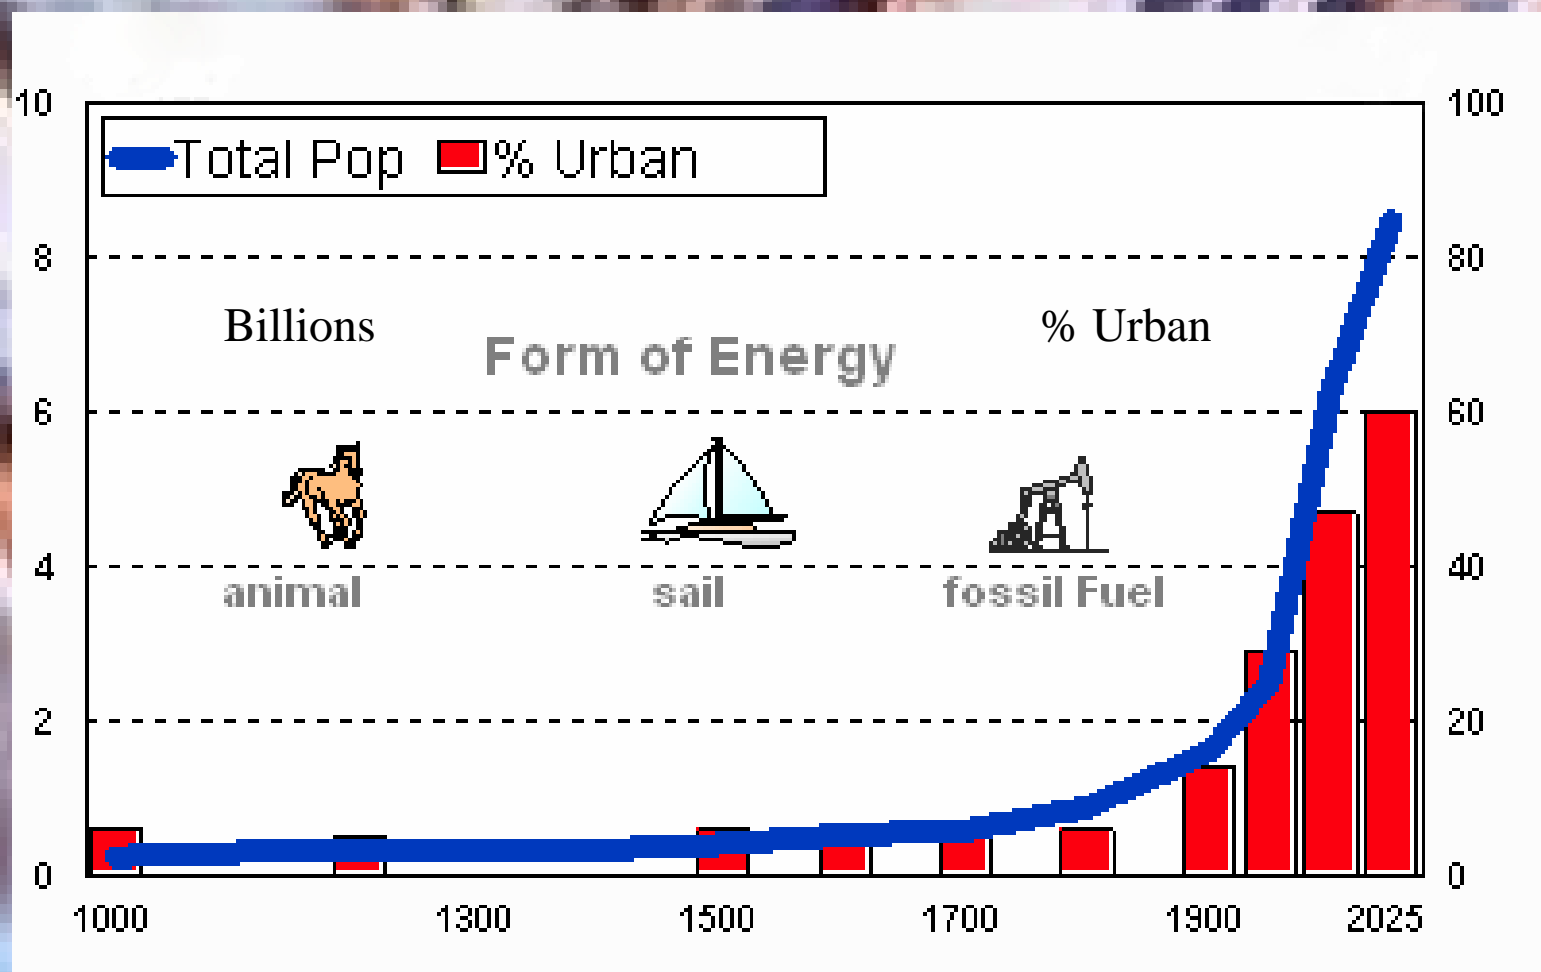 10 100
Total Pop % Urban
8 80
Billions % Urban
Form of Energy
6 60
animal sail fossil Fuel
4 40
2 20
0 0
1000 1300 1500 1700 1900 2025